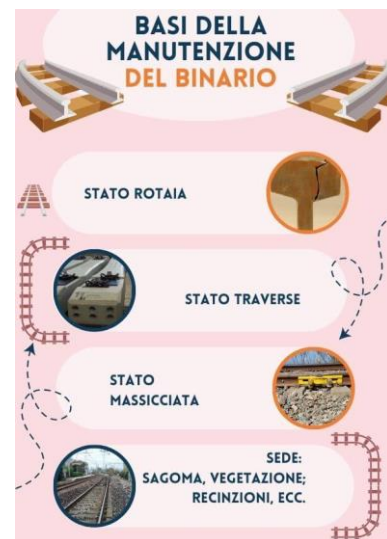 BASI DELLA
MANUTENZIONE
DEL BINARIO
STATO ROTAIA
STATO TRAVERSE
STATO
MASSICCIATA
SEDE:
SAGOMA, VEGETAZIONE;
RECINZIONI, ECC.